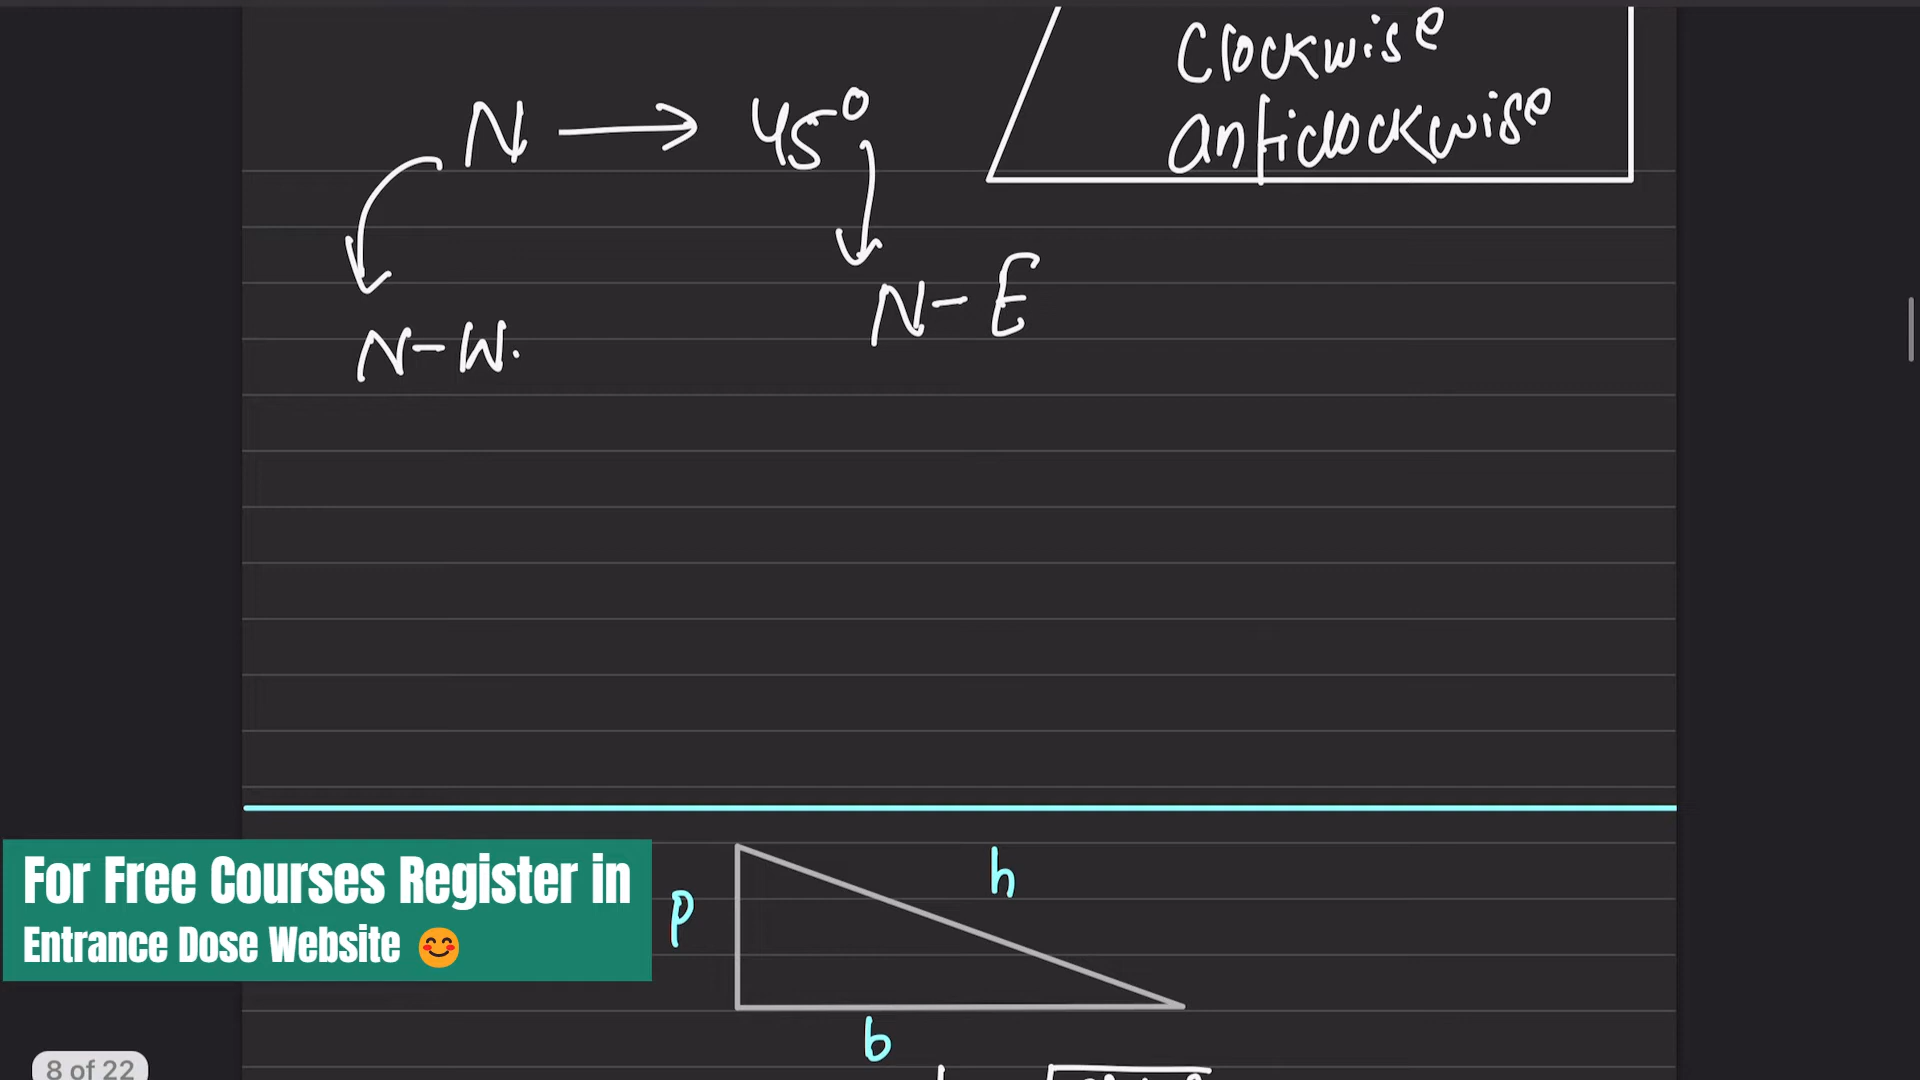 Clockwise
anticlockwise
N → 45°
N-E
N-W.
For Free Courses Register in
Entrance Dose Website 😊
h
p
b
8 of 22